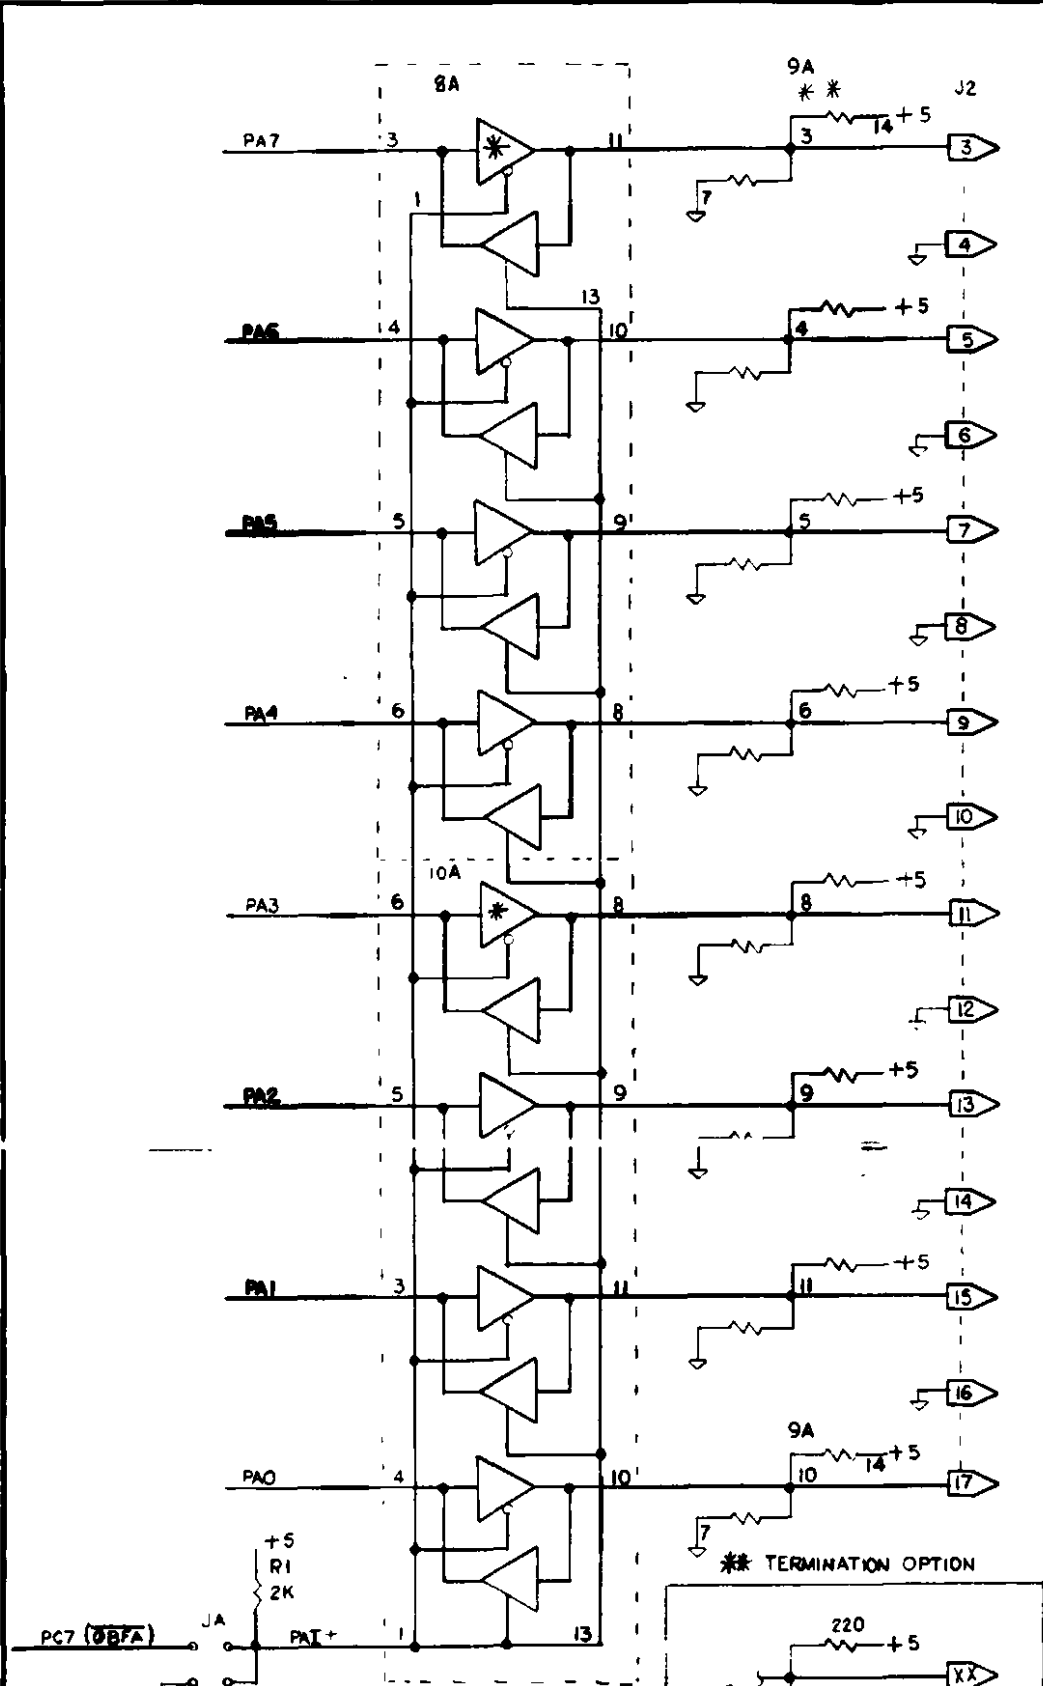 8A 9A J2
* *
PA7 3 * 11 3 14 +5 3
1 7
4
13
PA6 4 10 4 +5 5
6
PA5 5 9 5 +5 7
8
PA4 6 8 6 +5 9
10
10A
PA3 6 * 8 8 +5 11
12
PA2 5 9 9 +5 13
14
PA1 3 11 11 +5 15
16
9A
PA0 4 10 10 14 +5 17
7
+5
R1
2K
** TERMINATION OPTION
JA
PC7 (OBFA) PAI+ 1 13
220 +5
XX